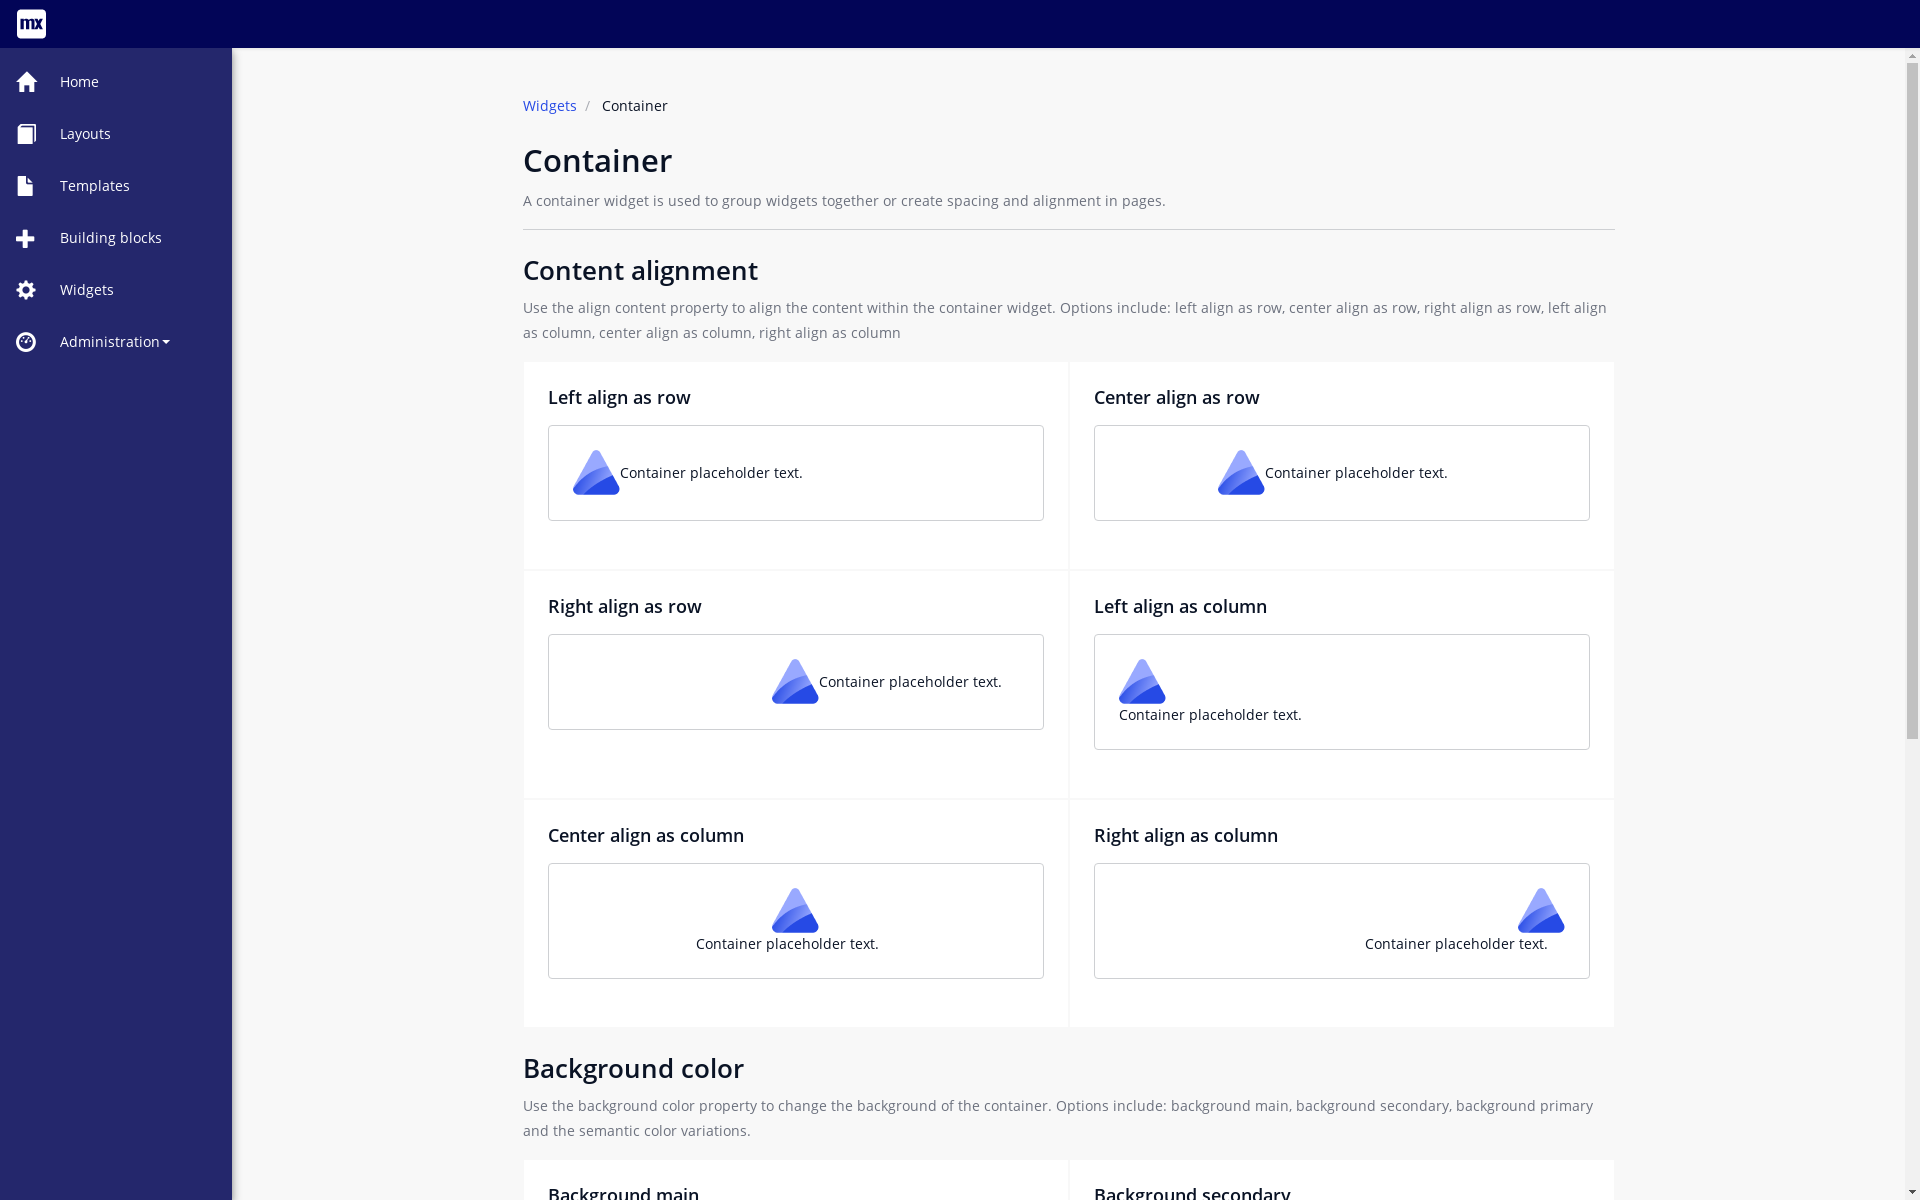 mx
Home
Layouts
Templates
Building blocks
Widgets
Administration
Widgets / Container
Container
A container widget is used to group widgets together or create spacing and alignment in pages.
Content alignment
Use the align content property to align the content within the container widget. Options include: left align as row, center align as row, right align as row, left align
as column, center align as column, right align as column
Left align as row
Container placeholder text.
Center align as row
Container placeholder text.
Right align as row
Container placeholder text.
Left align as column
Container placeholder text.
Center align as column
Container placeholder text.
Right align as column
Container placeholder text.
Background color
Use the background color property to change the background of the container. Options include: background main, background secondary, background primary
and the semantic color variations.
Background main
Background secondary